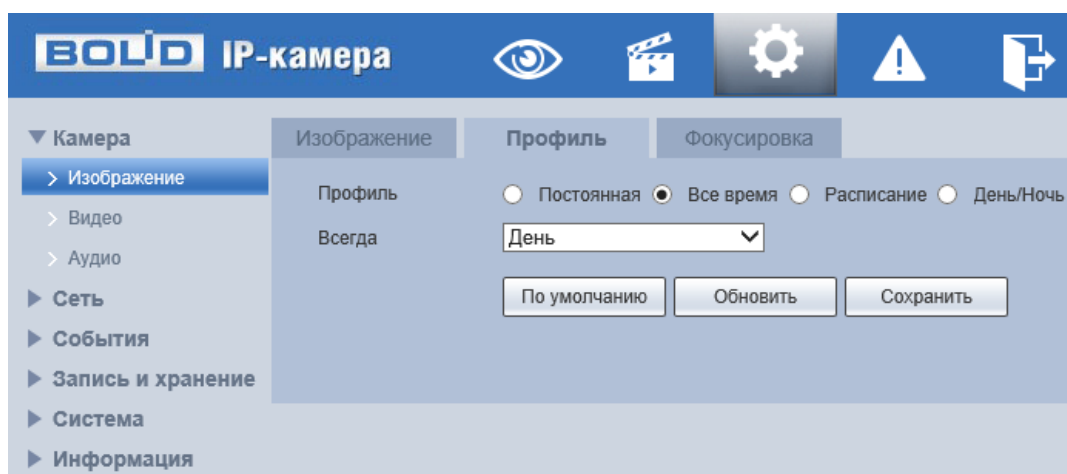 BOLID IP-камера
Камера
Изображение Профиль Фокусировка
Изображение
Профиль Постоянная Все время Расписание День/Ночь
Видео
Всегда День
Аудио
Сеть
По умолчанию Обновить Сохранить
События
Запись и хранение
Система
Информация